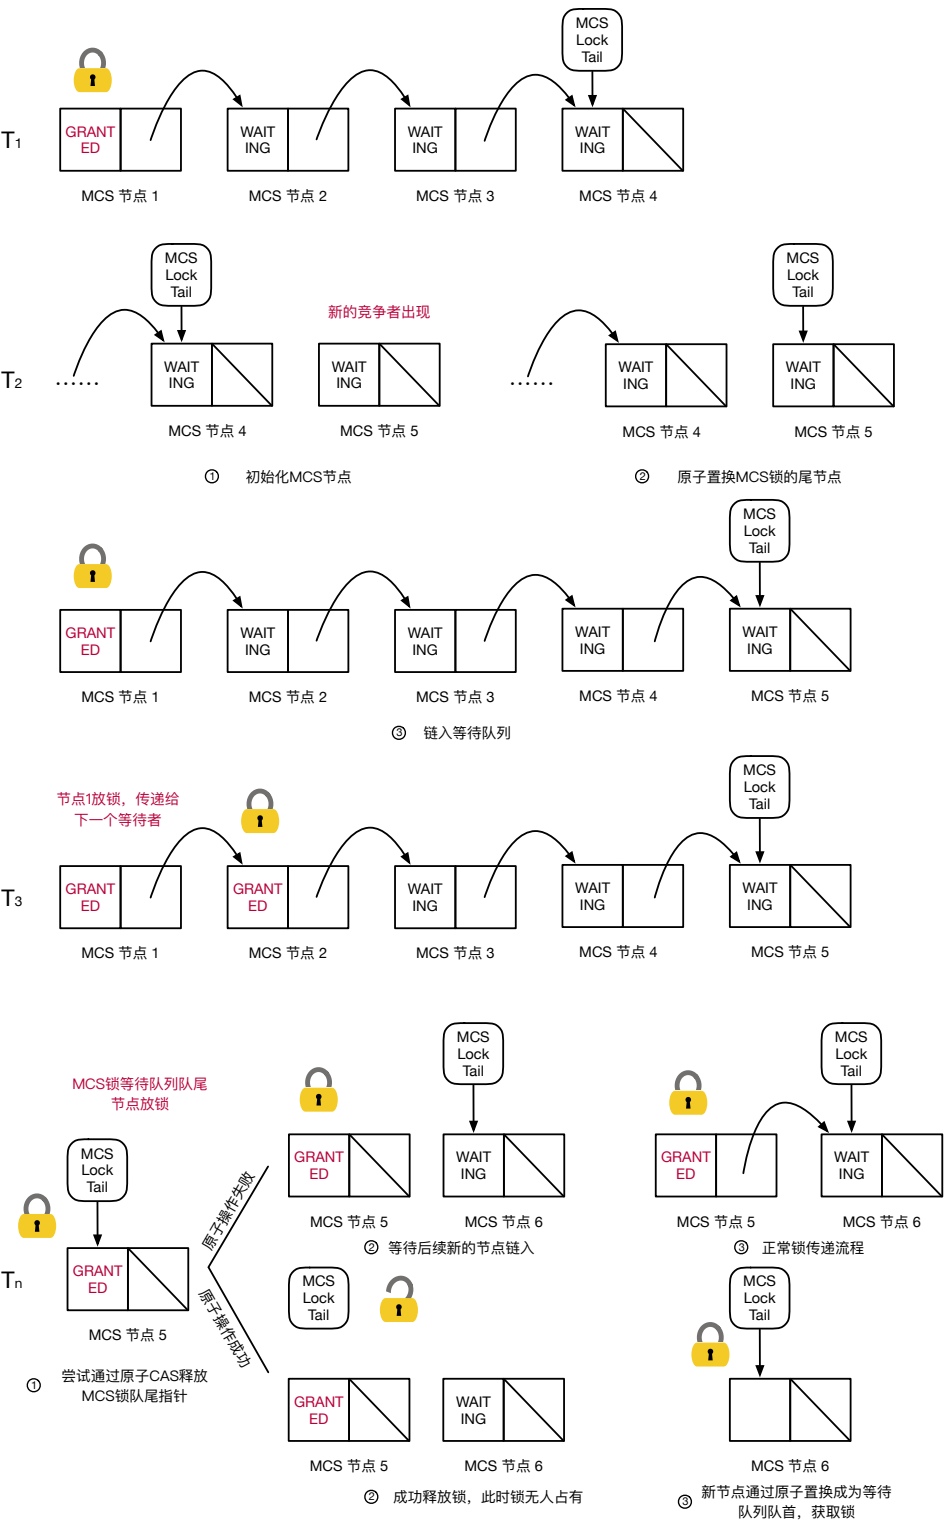 MCS
Lock
Tail
T1
GRANT
ED
WAIT
ING
WAIT
ING
WAIT
ING
MCS 节点 1
MCS 节点 2
MCS 节点 3
MCS 节点 4
MCS
Lock
Tail
新的竞争者出现
MCS
Lock
Tail
T2
......
WAIT
ING
WAIT
ING
......
WAIT
ING
WAIT
ING
MCS 节点 4
MCS 节点 5
MCS 节点 4
MCS 节点 5
① 初始化MCS节点
② 原子置换MCS锁的尾节点
MCS
Lock
Tail
GRANT
ED
WAIT
ING
WAIT
ING
WAIT
ING
WAIT
ING
MCS 节点 1
MCS 节点 2
MCS 节点 3
MCS 节点 4
MCS 节点 5
③ 链入等待队列
节点1放锁，传递给
下一个等待者
MCS
Lock
Tail
T3
GRANT
ED
GRANT
ED
WAIT
ING
WAIT
ING
WAIT
ING
MCS 节点 1
MCS 节点 2
MCS 节点 3
MCS 节点 4
MCS 节点 5
MCS锁等待队列队尾
节点放锁
MCS
Lock
Tail
Tn
GRANT
ED
MCS 节点 5
① 尝试通过原子CAS释放
MCS锁队尾指针
原子操作失败
MCS
Lock
Tail
GRANT
ED
WAIT
ING
MCS 节点 5
MCS 节点 6
② 等待后续新的节点链入
MCS
Lock
Tail
GRANT
ED
WAIT
ING
MCS 节点 5
MCS 节点 6
③ 正常锁传递流程
原子操作成功
MCS
Lock
Tail
GRANT
ED
WAIT
ING
MCS 节点 5
MCS 节点 6
② 成功释放锁，此时锁无人占有
MCS
Lock
Tail
MCS 节点 6
③ 新节点通过原子置换成为等待
队列队首，获取锁